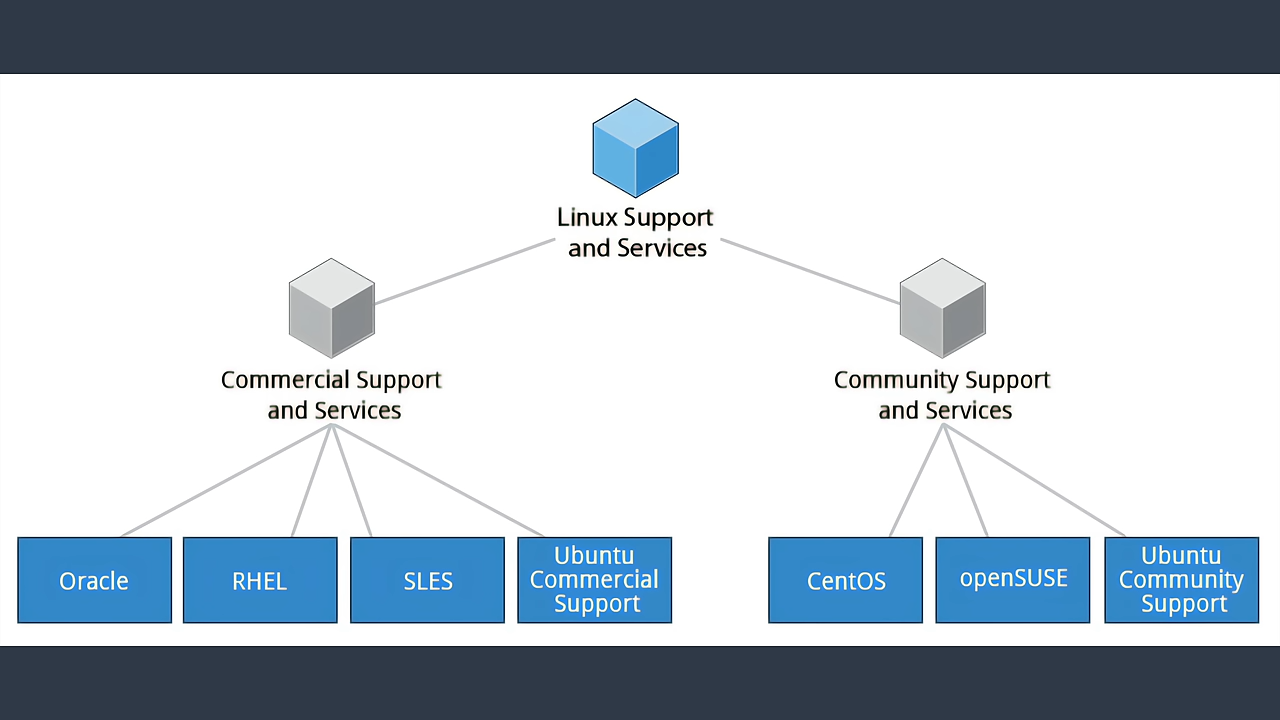 Linux Support
and Services
Commercial Support
and Services
Community Support
and Services
Oracle
RHEL
SLES
Ubuntu
Commercial
Support
CentOS
openSUSE
Ubuntu
Community
Support